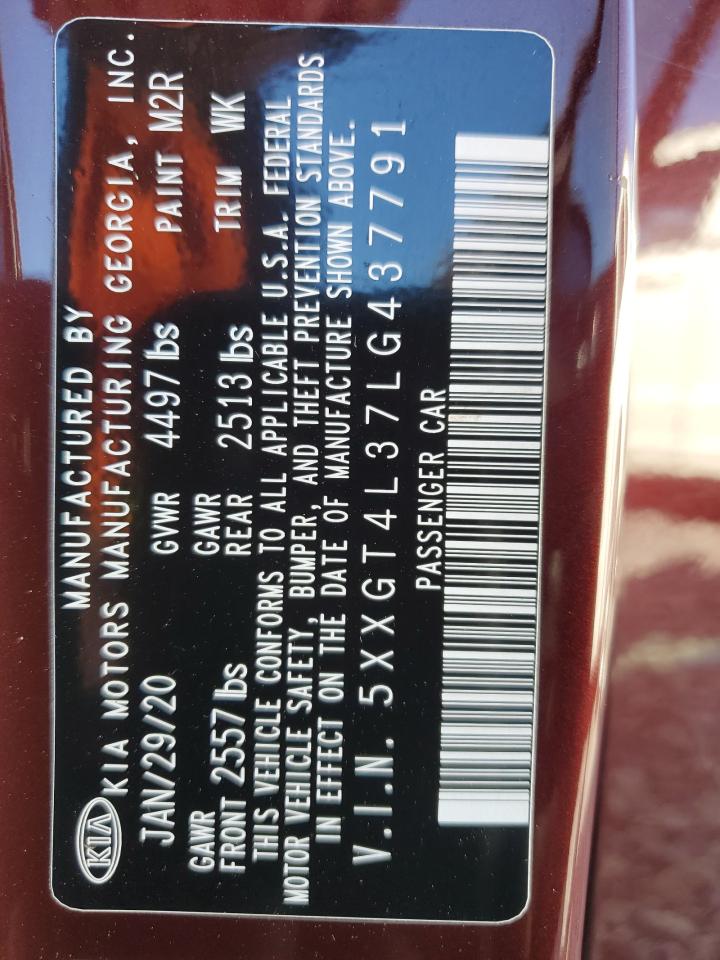 MANUFACTURED BY
KIA KIA MOTORS MANUFACTURING GEORGIA, INC.
JAN/29/20 GVWR 4497 lbs PAINT M2R
GAWR FRONT 2557 lbs GAWR REAR 2513 lbs TRIM WK
THIS VEHICLE CONFORMS TO ALL APPLICABLE U.S.A. FEDERAL
MOTOR VEHICLE SAFETY, BUMPER, AND THEFT PREVENTION STANDARDS
IN EFFECT ON THE DATE OF MANUFACTURE SHOWN ABOVE.
V.I.N. 5XXGT4L37LG437791
PASSENGER CAR